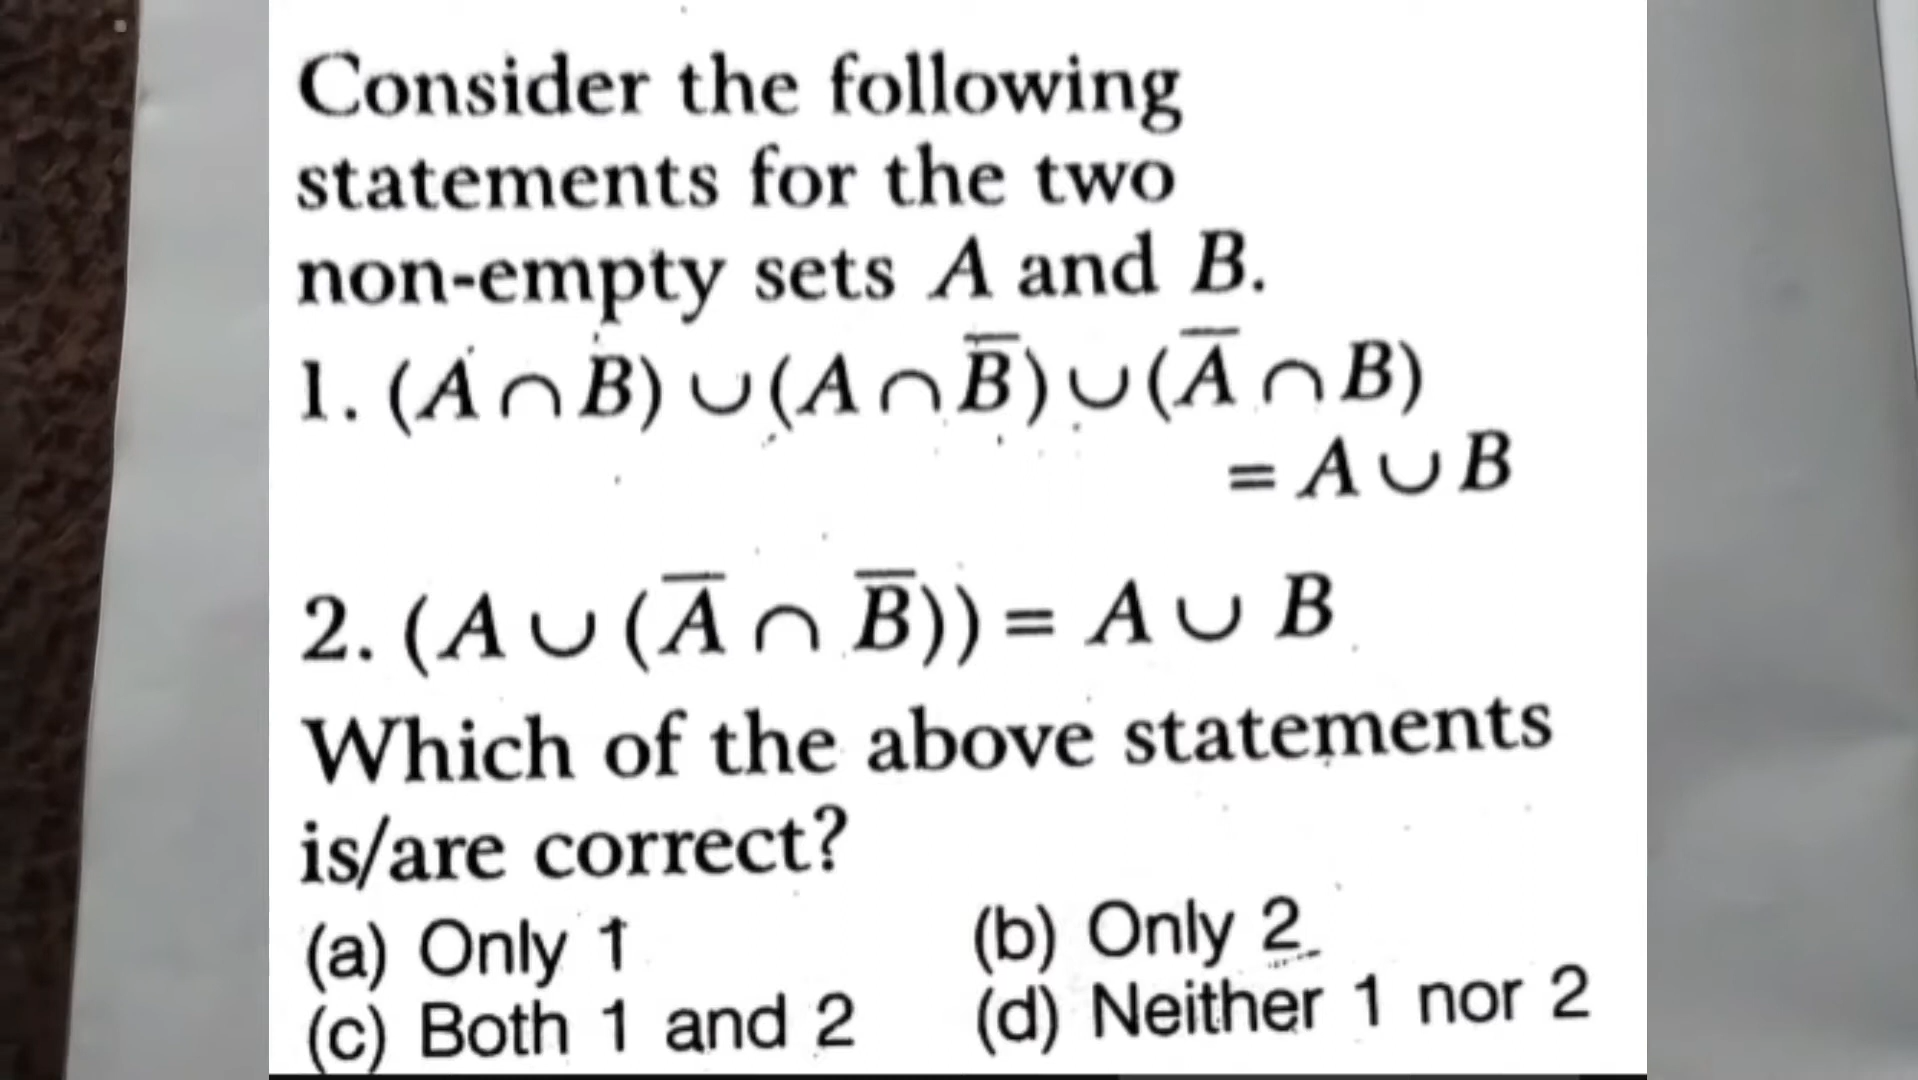 Consider the following
statements for the two
non-empty sets A and B.
1. (A ∩ B) ∪ (A ∩ B̅) ∪ (A̅ ∩ B)
= A ∪ B
2. (A ∪ (A̅ ∩ B̅)) = A ∪ B
Which of the above statements
is/are correct?
(a) Only 1 (b) Only 2
(c) Both 1 and 2 (d) Neither 1 nor 2